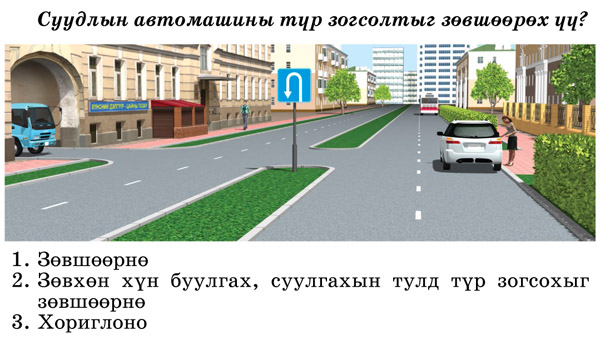 Суудлын автомашины түр зогсолтыг зөвшөөрөх үү?
1. Зөвшөөрнө
2. Зөвхөн хүн буулгах, суулгахын тулд түр зогсохыг
зөвшөөрнө
3. Хориглоно